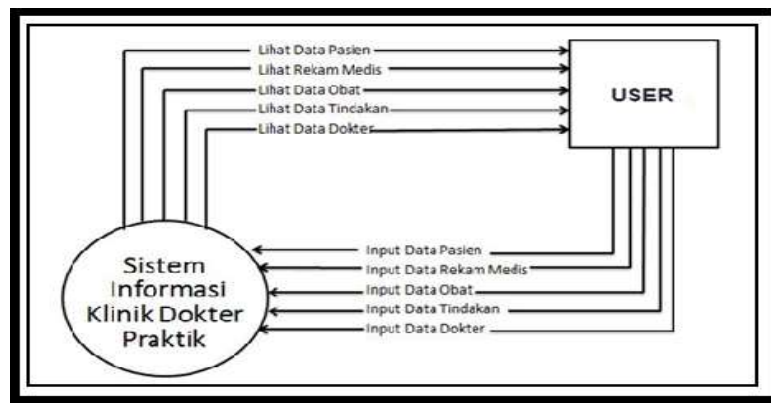 Lihat Data Pasien
Lihat Rekam Medis
Lihat Data Obat
Lihat Data Tindakan
Lihat Data Dokter
USER
Input Data Pasien
Input Data Rekam Medis
Input Data Obat
Input Data Tindakan
Input Data Dokter
Sistem
Informasi
Klinik Dokter
Praktik